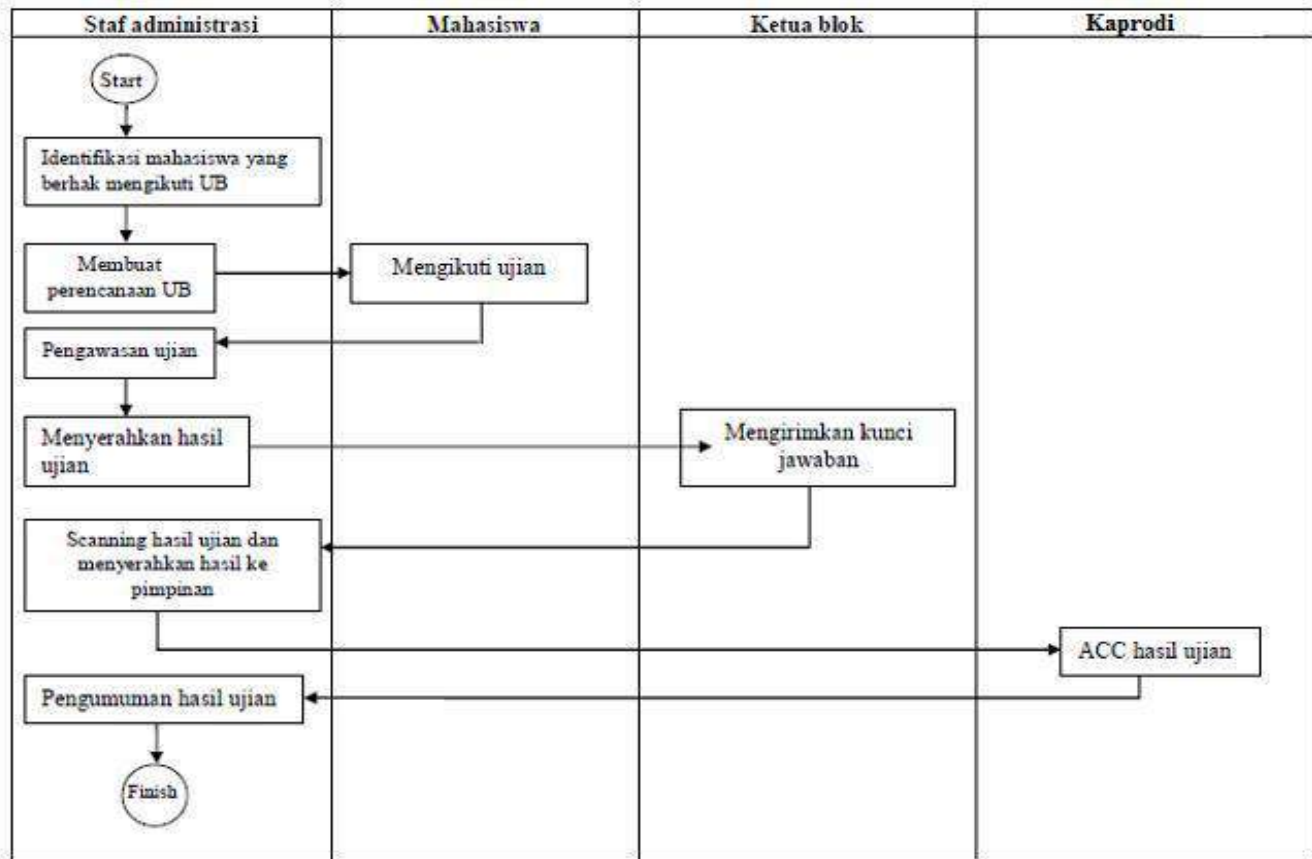 Staf administrasi
Mahasiswa
Ketua blok
Kaprodi
Start
Identifikasi mahasiswa yang
berhak mengikuti UB
Membuat
perencanaan UB
Mengikuti ujian
Pengawasan ujian
Menyerahkan hasil
ujian
Mengirimkan kunci
jawaban
Scanning hasil ujian dan
menyerahkan hasil ke
pimpinan
ACC hasil ujian
Pengumuman hasil ujian
Finish